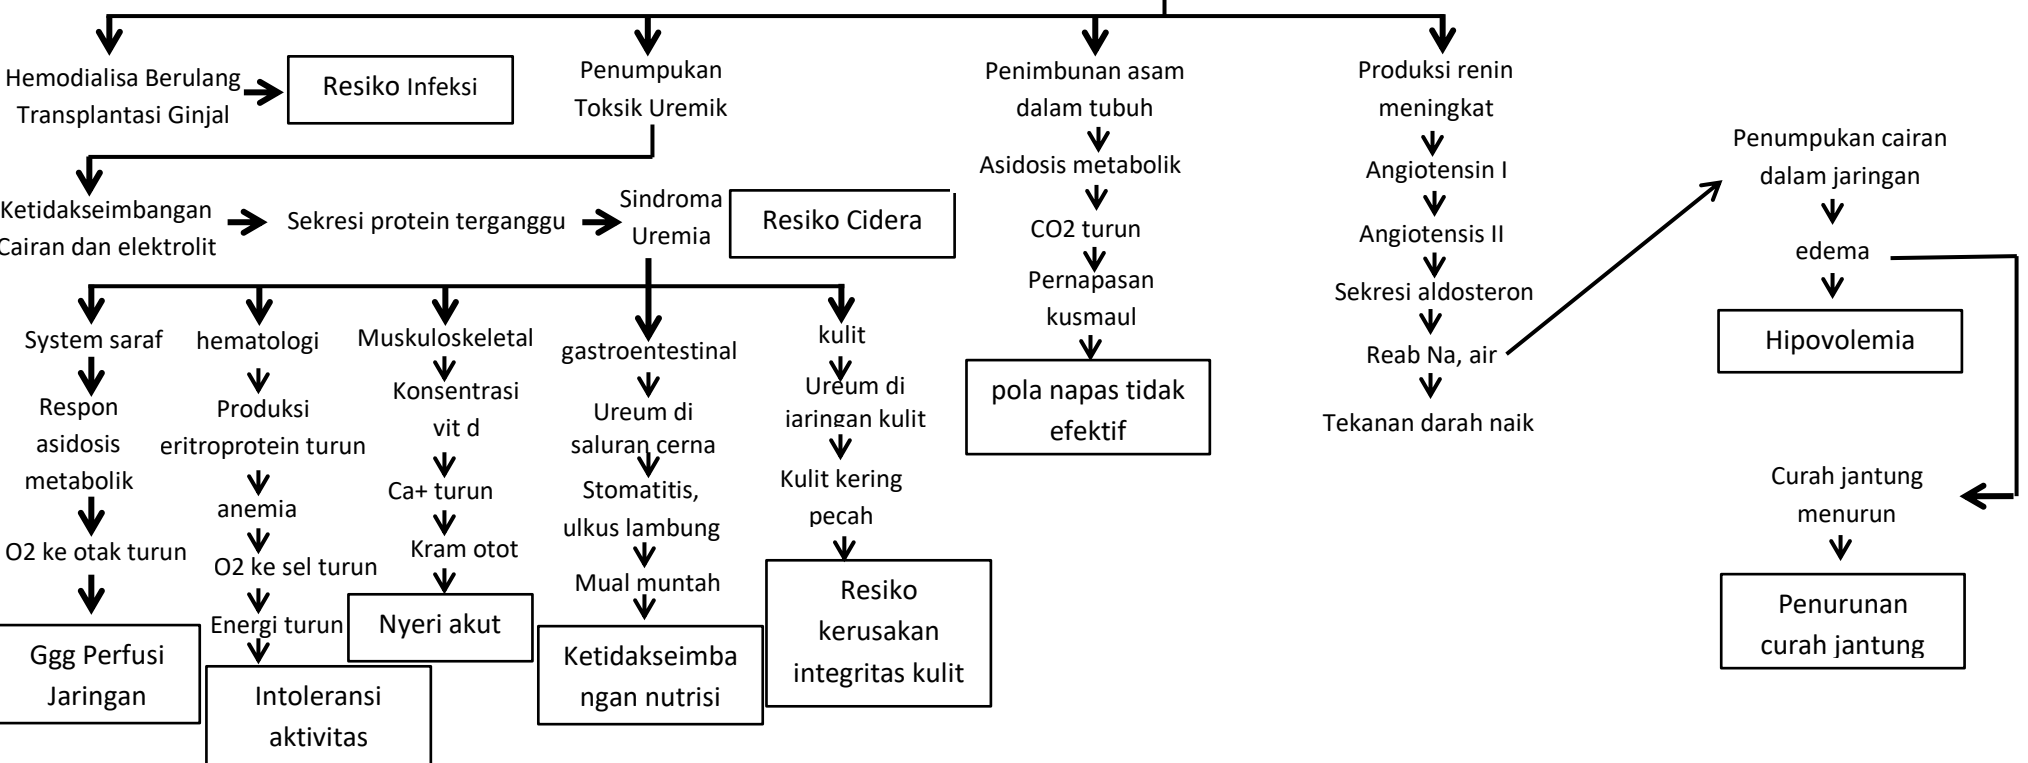 Hemodialisa Berulang
Transplantasi Ginjal
Resiko Infeksi
Penumpukan
Toksik Uremik
Penimbunan asam
dalam tubuh
Asidosis metabolik
CO2 turun
Pernapasan
kusmaul
pola napas tidak
efektif
Produksi renin
meningkat
Angiotensin I
Angiotensis II
Sekresi aldosteron
Reab Na, air
Tekanan darah naik
Penumpukan cairan
dalam jaringan
edema
Hipovolemia
Curah jantung
menurun
Penurunan
curah jantung
Ketidakseimbangan
Cairan dan elektrolit
Sekresi protein terganggu
Sindroma
Uremia
Resiko Cidera
System saraf
Respon
asidosis
metabolik
O2 ke otak turun
Ggg Perfusi
Jaringan
hematologi
Produksi
eritroprotein turun
anemia
O2 ke sel turun
Energi turun
Intoleransi
aktivitas
Muskuloskeletal
Konsentrasi
vit d
Ca+ turun
Kram otot
Nyeri akut
gastroentestinal
Ureum di
saluran cerna
Stomatitis,
ulkus lambung
Mual muntah
Ketidakseimba
ngan nutrisi
kulit
Ureum di
jaringan kulit
Kulit kering
pecah
Resiko
kerusakan
integritas kulit